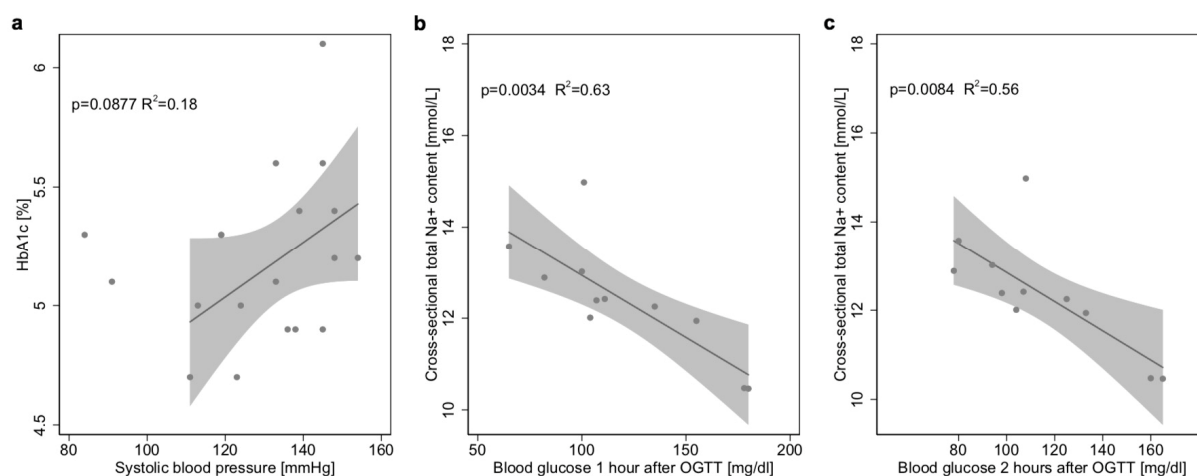 a
p=0.0877 R²=0.18
HbA1c [%]
6
5.5
5
4.5
80 100 120 140 160
Systolic blood pressure [mmHg]
b
p=0.0034 R²=0.63
Cross-sectional total Na+ content [mmol/L]
18
16
14
12
10
50 100 150 200
Blood glucose 1 hour after OGTT [mg/dl]
c
p=0.0084 R²=0.56
Cross-sectional total Na+ content [mmol/L]
18
16
14
12
10
80 100 120 140 160
Blood glucose 2 hours after OGTT [mg/dl]